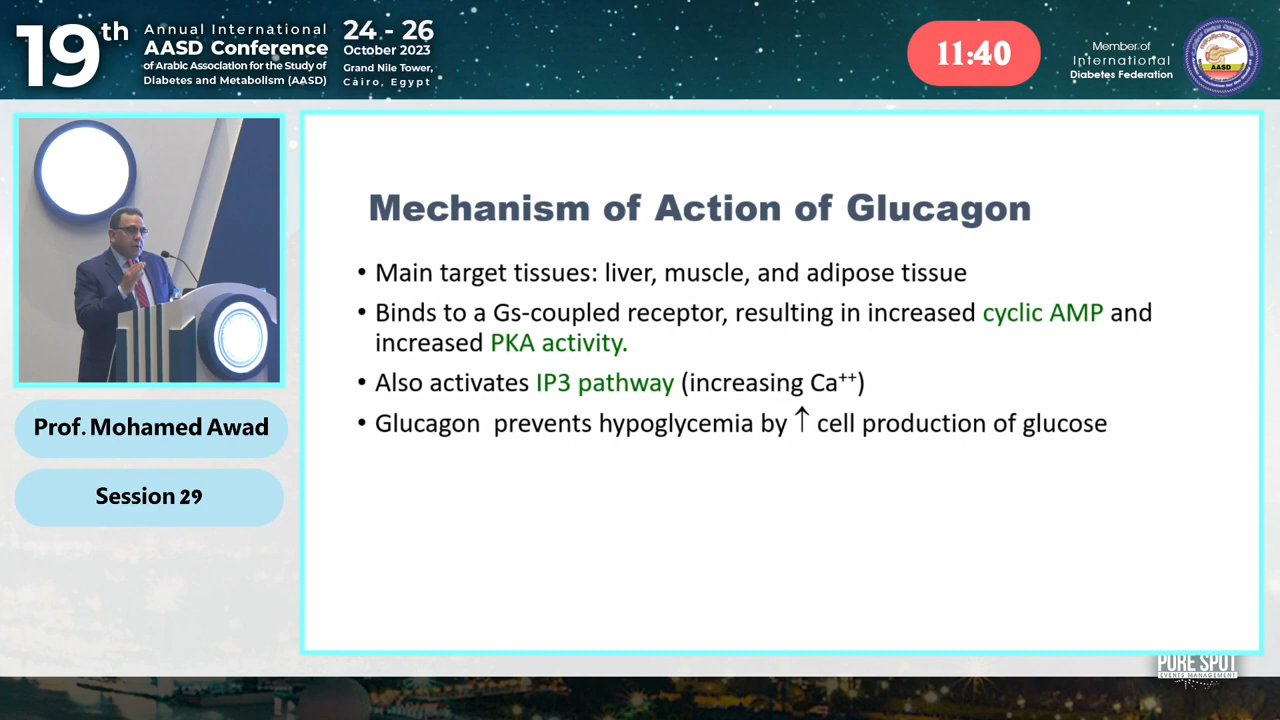 19th
Annual International
AASD Conference
of Arabic Association for the Study of
Diabetes and Metabolism (AASD)
24 - 26
October 2023
Grand Nile Tower,
Cairo, Egypt
11:40
Member of
International
Diabetes Federation
AASD
Mechanism of Action of Glucagon
• Main target tissues: liver, muscle, and adipose tissue
• Binds to a Gs-coupled receptor, resulting in increased cyclic AMP and
increased PKA activity.
• Also activates IP3 pathway (increasing Ca⁺⁺)
• Glucagon  prevents hypoglycemia by ↑ cell production of glucose
Prof. Mohamed Awad
Session 29
PURE SPOT
EVENTS MANAGEMENT